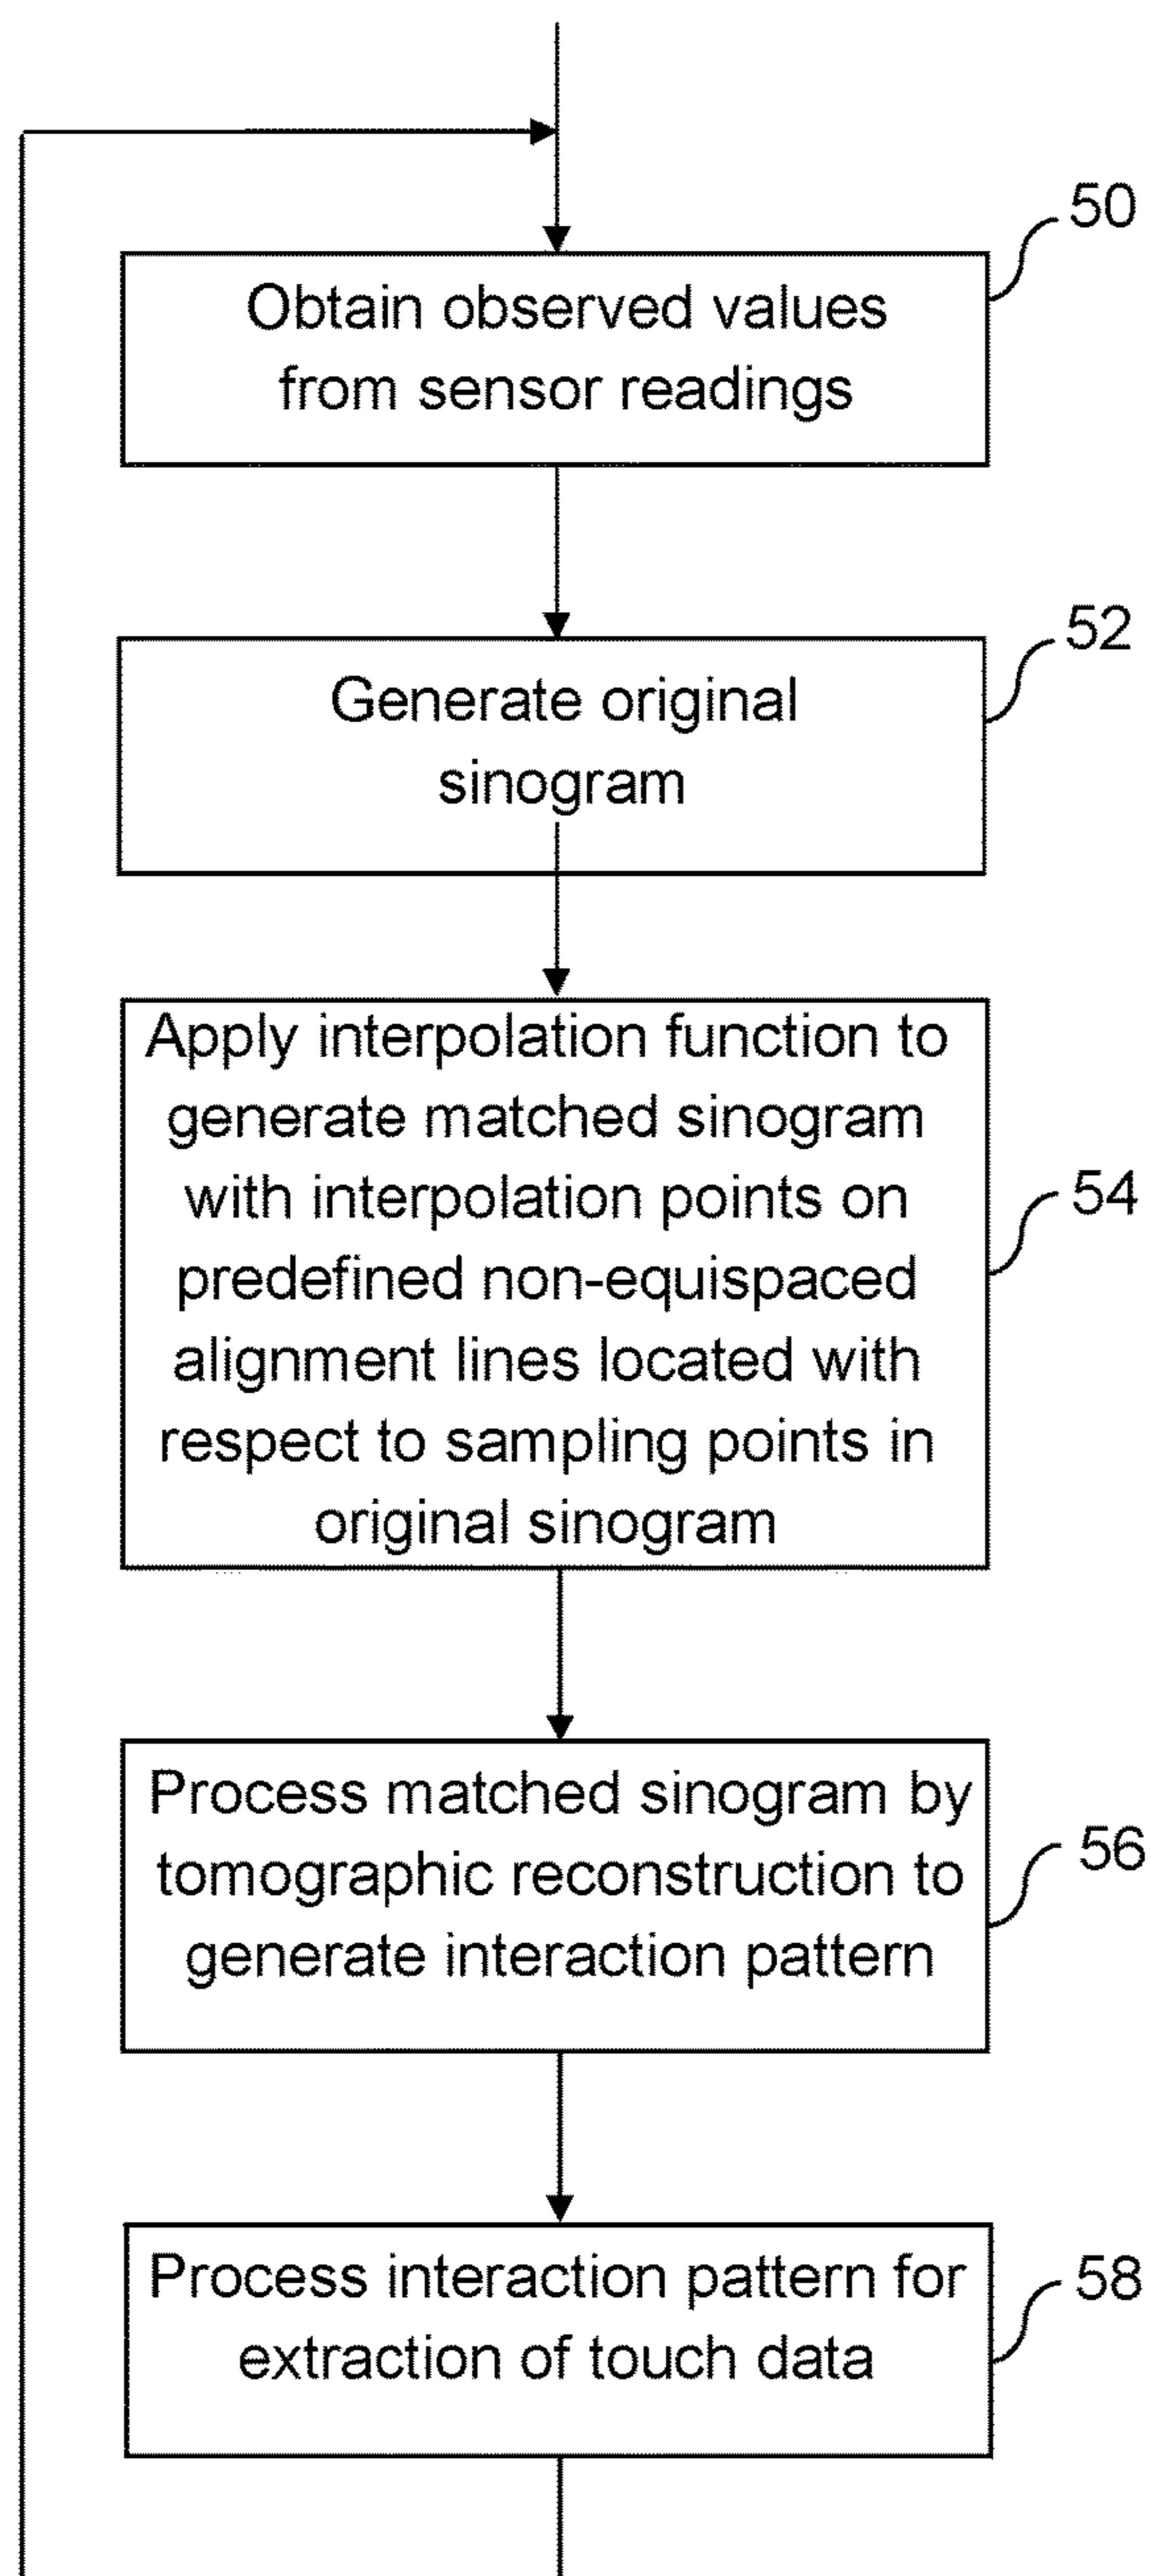 50
Obtain observed values
from sensor readings
52
Generate original
sinogram
Apply interpolation function to
generate matched sinogram
with interpolation points on
54
predefined non-equispaced
alignment lines located with
respect to sampling points in
original sinogram
Process matched sinogram by
56
tomographic reconstruction to
generate interaction pattern
Process interaction pattern for
58
extraction of touch data